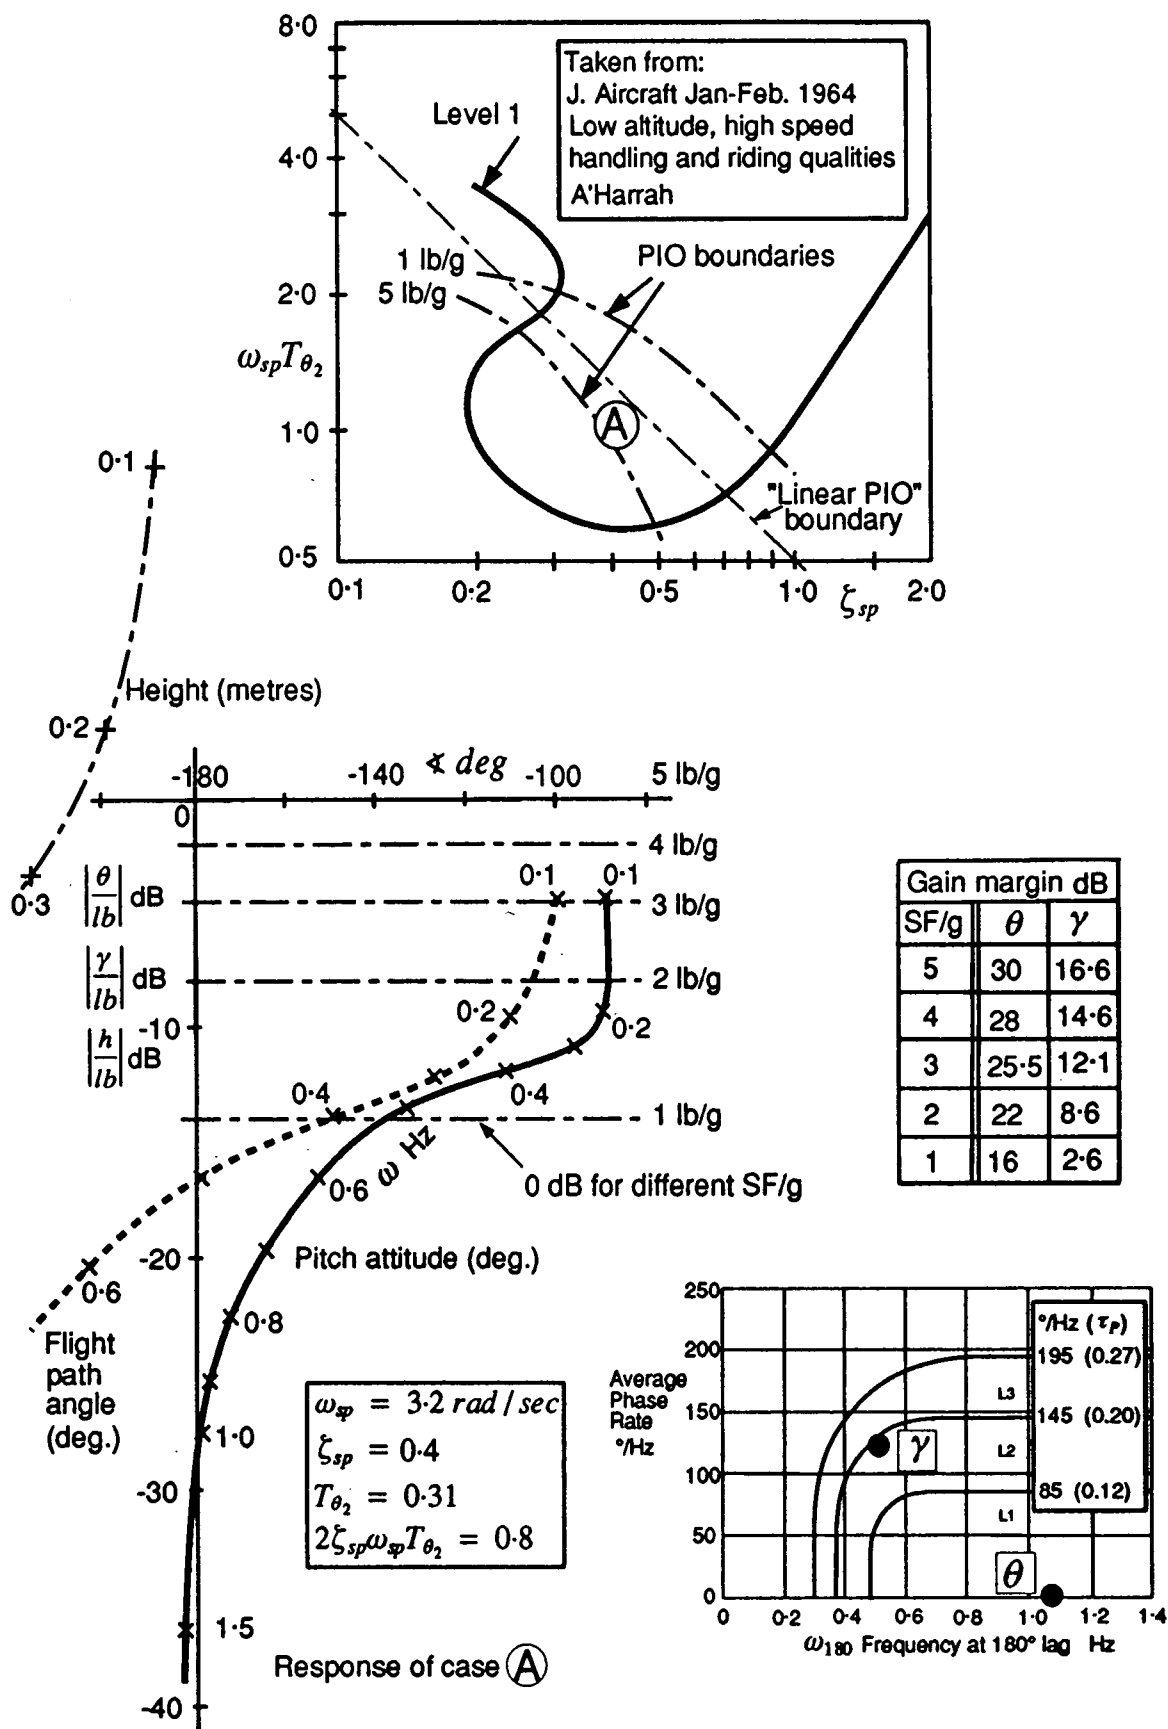 8·0
4·0
2·0
1·0
0·5
ω_sp T_θ2
Taken from:
J. Aircraft Jan-Feb. 1964
Low altitude, high speed
handling and riding qualities
A'Harrah
Level 1
PIO boundaries
1 lb/g
5 lb/g
A
"Linear PIO"
boundary
0·1 0·2 0·5 1·0 2·0
ζ_sp
0·1
Height (metres)
0·2
0·3
-180 -140 ∢ deg -100 5 lb/g
0
4 lb/g
0·1 0·1
|θ/lb| dB
3 lb/g
|γ/lb| dB
2 lb/g
0·2 0·2
-10
|h/lb| dB
0·4 0·4
1 lb/g
ω Hz
0·6
0 dB for different SF/g
-20
Pitch attitude (deg.)
0·6
0·8
Flight
path
angle
(deg.)
1·0
-30
1·5
-40
ω_sp = 3·2 rad / sec
ζ_sp = 0·4
T_θ2 = 0·31
2ζ_sp ω_sp T_θ2 = 0·8
Response of case A
Gain margin dB
SF/g θ γ
5 30 16·6
4 28 14·6
3 25·5 12·1
2 22 8·6
1 16 2·6
250
200
150
100
50
0
Average
Phase
Rate
°/Hz
°/Hz (τ_P)
195 (0.27)
L3
145 (0.20)
γ
L2
85 (0.12)
L1
θ
0 0·2 0·4 0·6 0·8 1·0 1·2 1·4
ω180 Frequency at 180° lag Hz